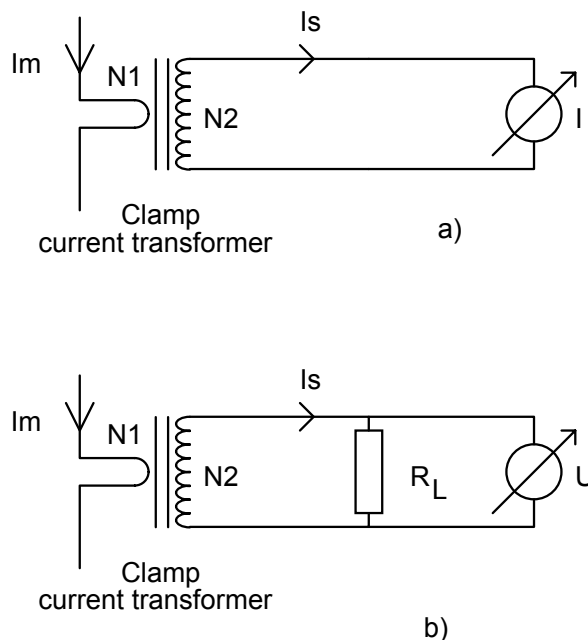 Is
Im
N1
N2
I
Clamp
current transformer
a)
Is
Im
N1
N2
RL
U
Clamp
current transformer
b)